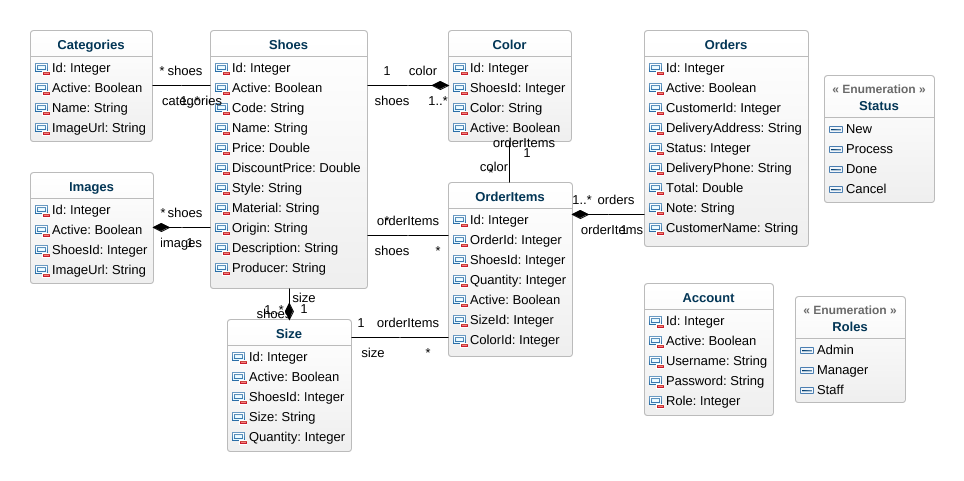 Categories
Id: Integer
Active: Boolean
Name: String
ImageUrl: String
* shoes
categories
1..*
Shoes
Id: Integer
Active: Boolean
Code: String
Name: String
Price: Double
DiscountPrice: Double
Style: String
Material: String
Origin: String
Description: String
Producer: String
1 color
shoes 1..*
Color
Id: Integer
ShoesId: Integer
Color: String
Active: Boolean
orderItems
1
color
*
Orders
Id: Integer
Active: Boolean
CustomerId: Integer
DeliveryAddress: String
Status: Integer
DeliveryPhone: String
Total: Double
Note: String
CustomerName: String
« Enumeration »
Status
New
Process
Done
Cancel
Images
Id: Integer
Active: Boolean
ShoesId: Integer
ImageUrl: String
* shoes
images
1
orderItems
*
shoes *
OrderItems
Id: Integer
OrderId: Integer
ShoesId: Integer
Quantity: Integer
Active: Boolean
SizeId: Integer
ColorId: Integer
1..* orders
orderItems
1
size
1..* 1
shoes
Size
Id: Integer
Active: Boolean
ShoesId: Integer
Size: String
Quantity: Integer
1 orderItems
size *
Account
Id: Integer
Active: Boolean
Username: String
Password: String
Role: Integer
« Enumeration »
Roles
Admin
Manager
Staff